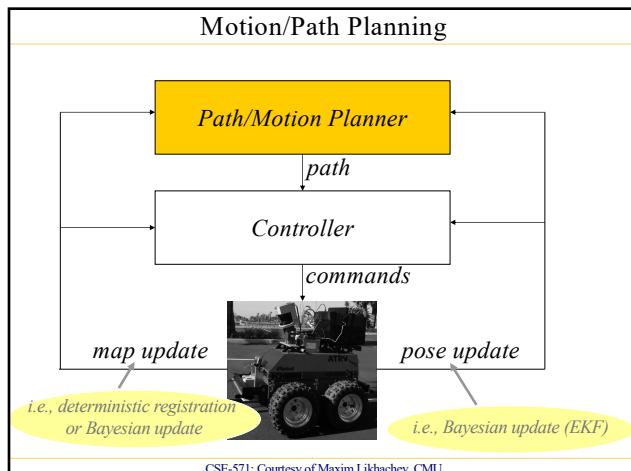 Motion/Path Planning
Path/Motion Planner
path
Controller
commands
map update
pose update
ATRV
i.e., deterministic registration
or Bayesian update
i.e., Bayesian update (EKF)
CSE-571: Courtesy of Maxim Likhachev, CMU